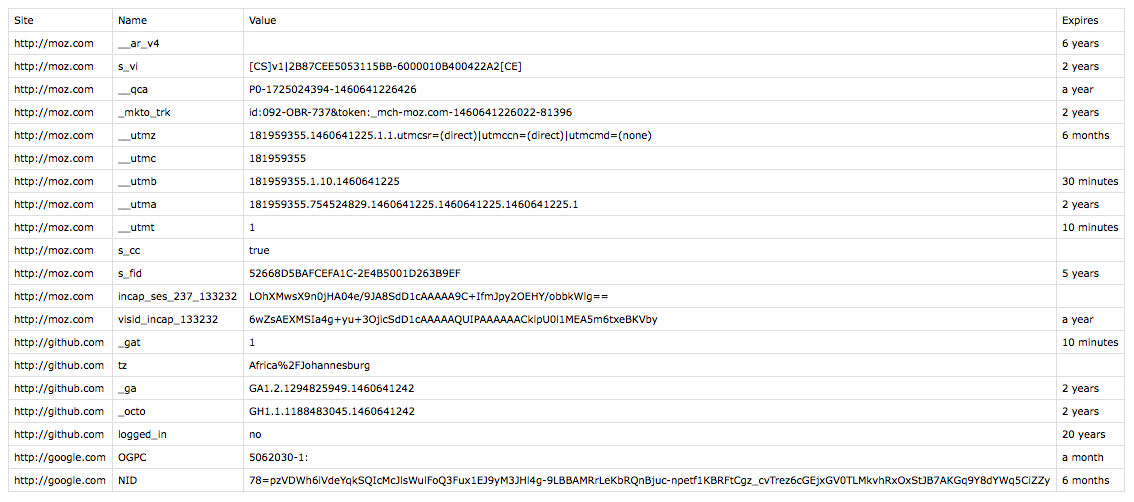 Site Name Value Expires
http://moz.com __ar_v4 6 years
http://moz.com s_vi [CS]v1|2B87CEE5053115BB-6000010B400422A2[CE] 2 years
http://moz.com __qca P0-1725024394-1460641226426 a year
http://moz.com _mkto_trk id:092-OBR-737&token:_mch-moz.com-1460641226022-81396 2 years
http://moz.com __utmz 181959355.1460641225.1.1.utmcsr=(direct)|utmccn=(direct)|utmcmd=(none) 6 months
http://moz.com __utmc 181959355
http://moz.com __utmb 181959355.1.10.1460641225 30 minutes
http://moz.com __utma 181959355.754524829.1460641225.1460641225.1460641225.1 2 years
http://moz.com __utmt 1 10 minutes
http://moz.com s_cc true
http://moz.com s_fid 52668D5BAFCEFA1C-2E4B5001D263B9EF 5 years
http://moz.com incap_ses_237_133232 LOhXMwsX9n0jHA04e/9JA8SdD1cAAAAA9C+IfmJpy2OEHY/obbkWlg==
http://moz.com visid_incap_133232 6wZsAEXMSIa4g+yu+3OjicSdD1cAAAAAQUIPAAAAAACklpU0l1MEA5m6txeBKVby a year
http://github.com _gat 1 10 minutes
http://github.com tz Africa%2FJohannesburg
http://github.com _ga GA1.2.1294825949.1460641242 2 years
http://github.com _octo GH1.1.1188483045.1460641242 2 years
http://github.com logged_in no 20 years
http://google.com OGPC 5062030-1: a month
http://google.com NID 78=pzVDWh6lVdeYqkSQIcMcJlsWulFoQ3Fux1EJ9yM3JHl4g-9LBBAMRrLeKbRQnBjuc-npetf1KBRFtCgz_cvTrez6cGEjxGV0TLMkvhRxOxStJB7AKGq9Y8dYWq5ClZZy 6 months